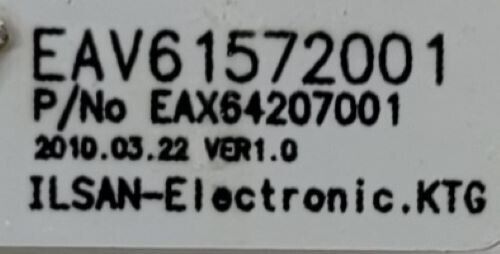 EAV61572001
P/No EAX64207001
2010.03.22 VER1.0
ILSAN-Electronic.KTG